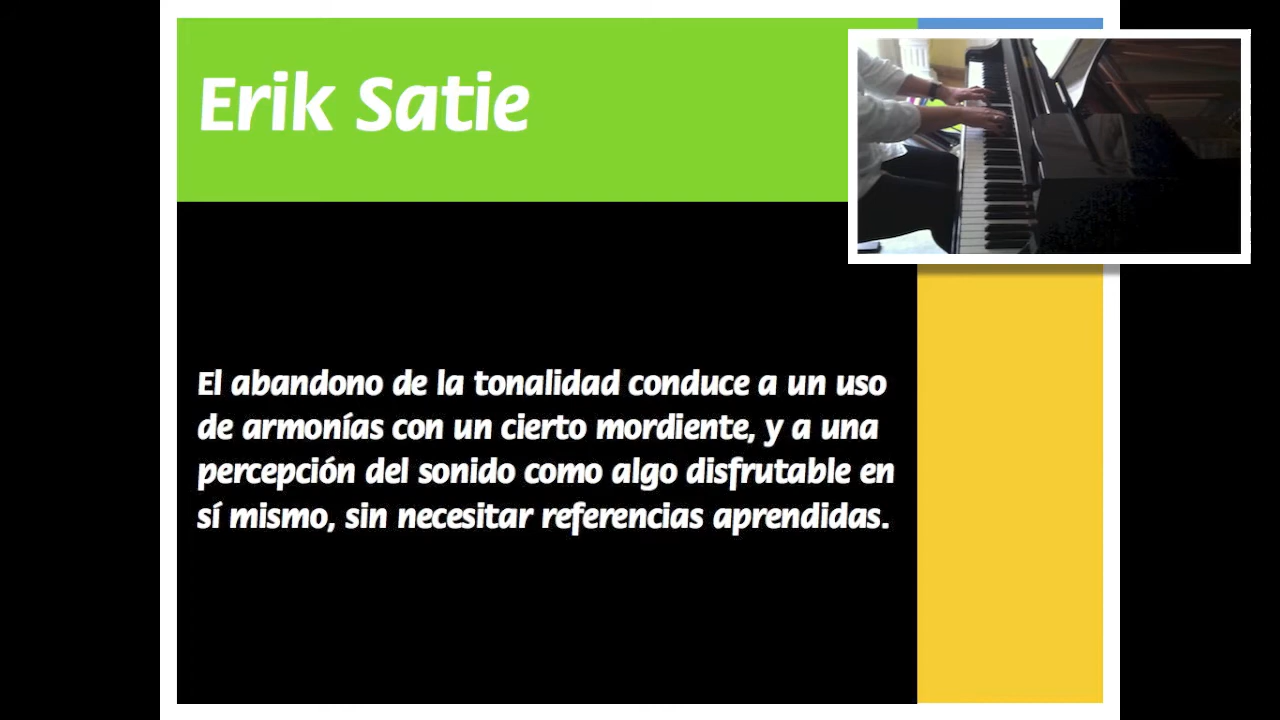 Erik Satie
El abandono de la tonalidad conduce a un uso
de armonías con un cierto mordiente, y a una
percepción del sonido como algo disfrutable en
sí mismo, sin necesitar referencias aprendidas.